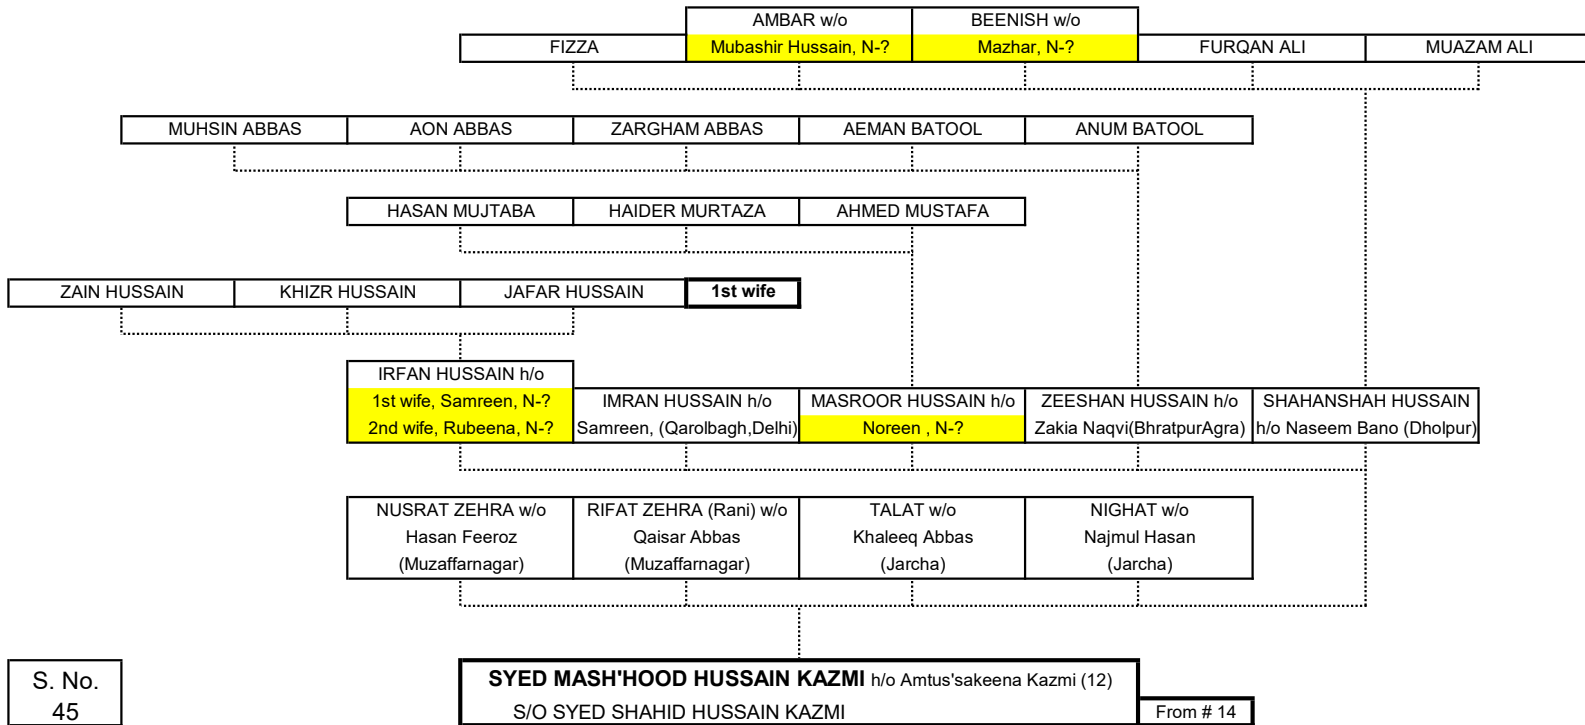 AMBAR w/o
BEENISH w/o
FIZZA
Mubashir Hussain, N-?
Mazhar, N-?
FURQAN ALI
MUAZAM ALI
MUHSIN ABBAS
AON ABBAS
ZARGHAM ABBAS
AEMAN BATOOL
ANUM BATOOL
HASAN MUJTABA
HAIDER MURTAZA
AHMED MUSTAFA
ZAIN HUSSAIN
KHIZR HUSSAIN
JAFAR HUSSAIN
1st wife
IRFAN HUSSAIN h/o
1st wife, Samreen, N-?
2nd wife, Rubeena, N-?
IMRAN HUSSAIN h/o
Samreen, (Qarolbagh,Delhi)
MASROOR HUSSAIN h/o
Noreen , N-?
ZEESHAN HUSSAIN h/o
Zakia Naqvi(BhratpurAgra)
SHAHANSHAH HUSSAIN
h/o Naseem Bano (Dholpur)
NUSRAT ZEHRA w/o
Hasan Feeroz
(Muzaffarnagar)
RIFAT ZEHRA (Rani) w/o
Qaisar Abbas
(Muzaffarnagar)
TALAT w/o
Khaleeq Abbas
(Jarcha)
NIGHAT w/o
Najmul Hasan
(Jarcha)
S. No.
45
SYED MASH'HOOD HUSSAIN KAZMI h/o Amtus'sakeena Kazmi (12)
S/O SYED SHAHID HUSSAIN KAZMI
From # 14